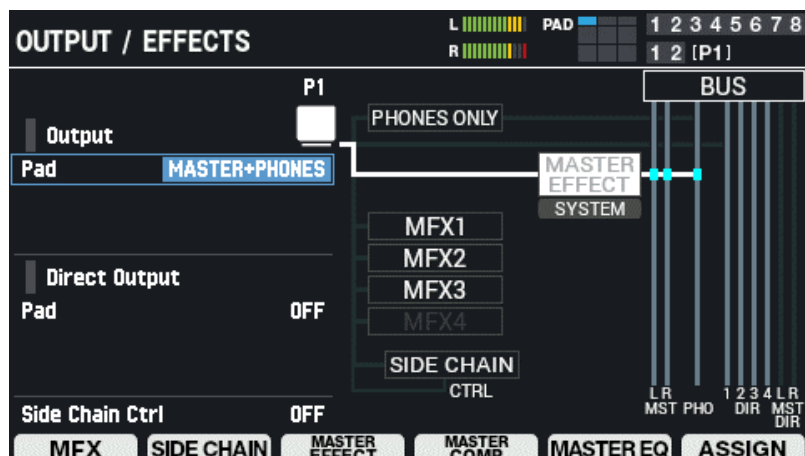 OUTPUT / EFFECTS
L
R
PAD
1 2 3 4 5 6 7 8
1 2 [P1]
P1
BUS
PHONES ONLY
Output
Pad MASTER+PHONES
MASTER
EFFECT
SYSTEM
MFX1
MFX2
MFX3
MFX4
Direct Output
Pad OFF
SIDE CHAIN
CTRL
Side Chain Ctrl OFF
L R
MST
PHO
1 2 3 4
DIR
L R
MST
DIR
MFX
SIDE CHAIN
MASTER
EFFECT
MASTER
COMP
MASTER EQ
ASSIGN